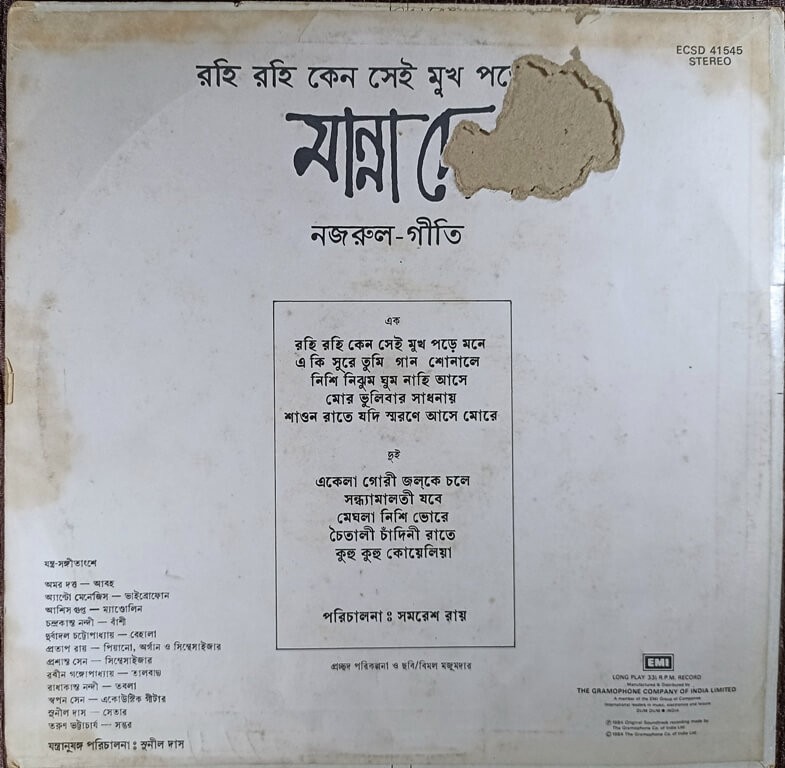 ECSD 41545
STEREO
রহি রহি কেন সেই মুখ
মান্না
নজরুল-গীতি
এক
রহি রহি কেন সেই মুখ পড়ে মনে
এ কি সুরে তুমি গান শোনালে
নিশি নিঝুম ঘুম নাহি আসে
মোর ভুলিবার সাধনায়
শাওন রাতে যদি স্মরণে আসে মোরে
দুই
একেলা গোরী জলকে চলে
সন্ধ্যামালতী যবে
মেঘলা নিশি ভোরে
চৈতালী চাঁদিনী রাতে
কুহু কুহু কোয়েলিয়া
পরিচালনা : সমরেশ রায়
প্রচ্ছদ পরিকল্পনা ও ছবি/বিমল মজুমদার
যন্ত্র-সঙ্গীতাংশে
অমর দত্ত — আবহ
অ্যান্টো মেনেজিস — ভাইব্রোফোন
আশিস গুপ্ত — ম্যাণ্ডোলিন
চন্দ্রকান্ত নন্দী — বাঁশী
দুর্বাদল চট্টোপাধ্যায় — বেহালা
প্রতাপ রায় — পিয়ানো, অর্গান ও সিন্থেসাইজার
প্রশান্ত সেন — সিন্থেসাইজার
রবীন গঙ্গোপাধ্যায় — তালবাদ্য
রাধাকান্ত নন্দী — তবলা
স্বপন সেন — একোউষ্টিক গীটার
সুনীল দাস — সেতার
তরুণ ভট্টাচার্য — সন্তুর
যন্ত্রানুষঙ্গ পরিচালনা : সুনীল দাস
EMI
LONG PLAY 33⅓ R.P.M. RECORD
Manufactured & Distributed by
THE GRAMOPHONE COMPANY OF INDIA LIMITED
A member of the EMI Group of Companies
International leaders in music, electronics and leisure
DUM DUM ● INDIA
℗ 1984 Original Soundtrack recording made by
The Gramophone Co. of India Ltd.
© 1984 The Gramophone Co. of India Ltd.